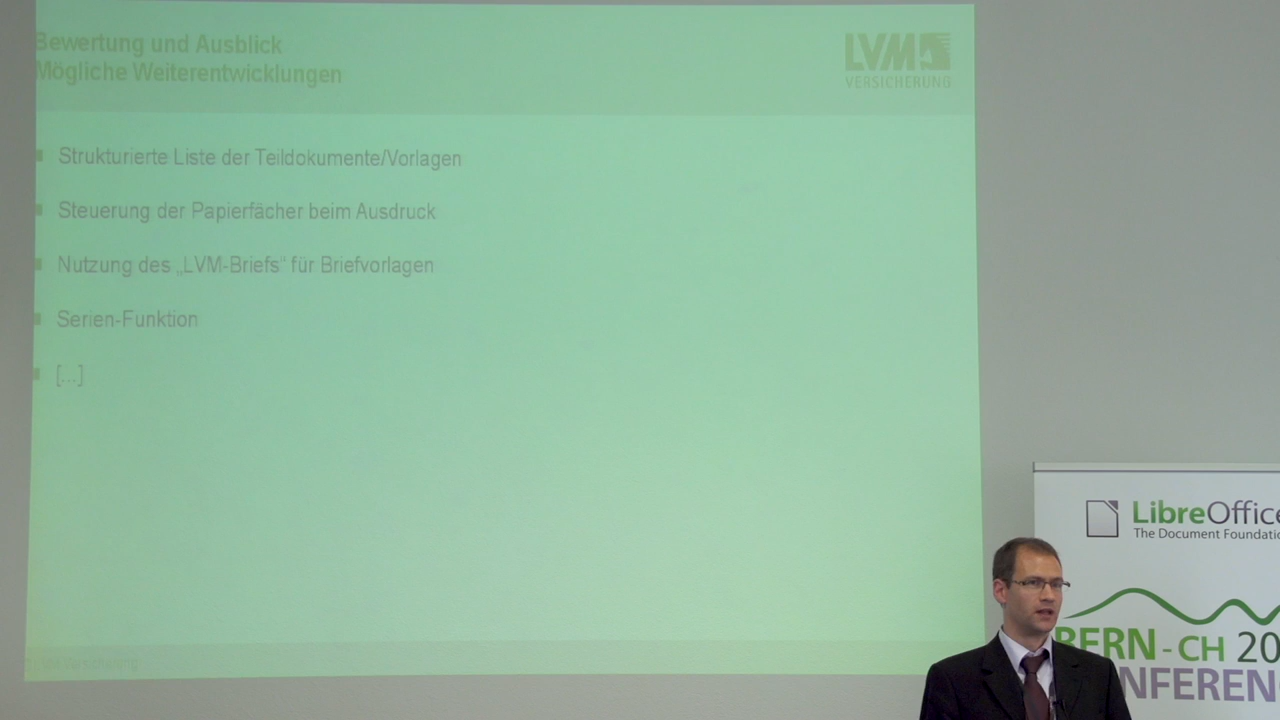 Bewertung und Ausblick
Mögliche Weiterentwicklungen
LVM
VERSICHERUNG
Strukturierte Liste der Teildokumente/Vorlagen
Steuerung der Papierfächer beim Ausdruck
Nutzung des „LVM-Briefs“ für Briefvorlagen
Serien-Funktion
[...]
LibreOffice
The Document Foundatio
BERN-CH 20
NFEREN